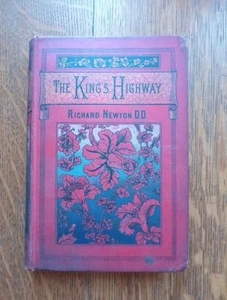 THE KING'S HIGHWAY
RICHARD NEWTON D.D.